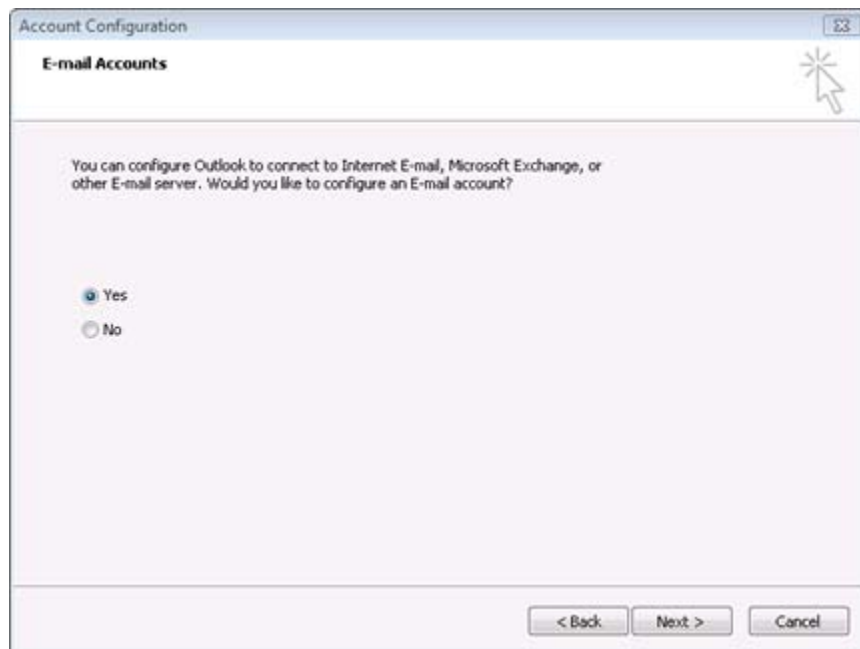 Account Configuration
E-mail Accounts
You can configure Outlook to connect to Internet E-mail, Microsoft Exchange, or
other E-mail server. Would you like to configure an E-mail account?
Yes
No
< Back
Next >
Cancel